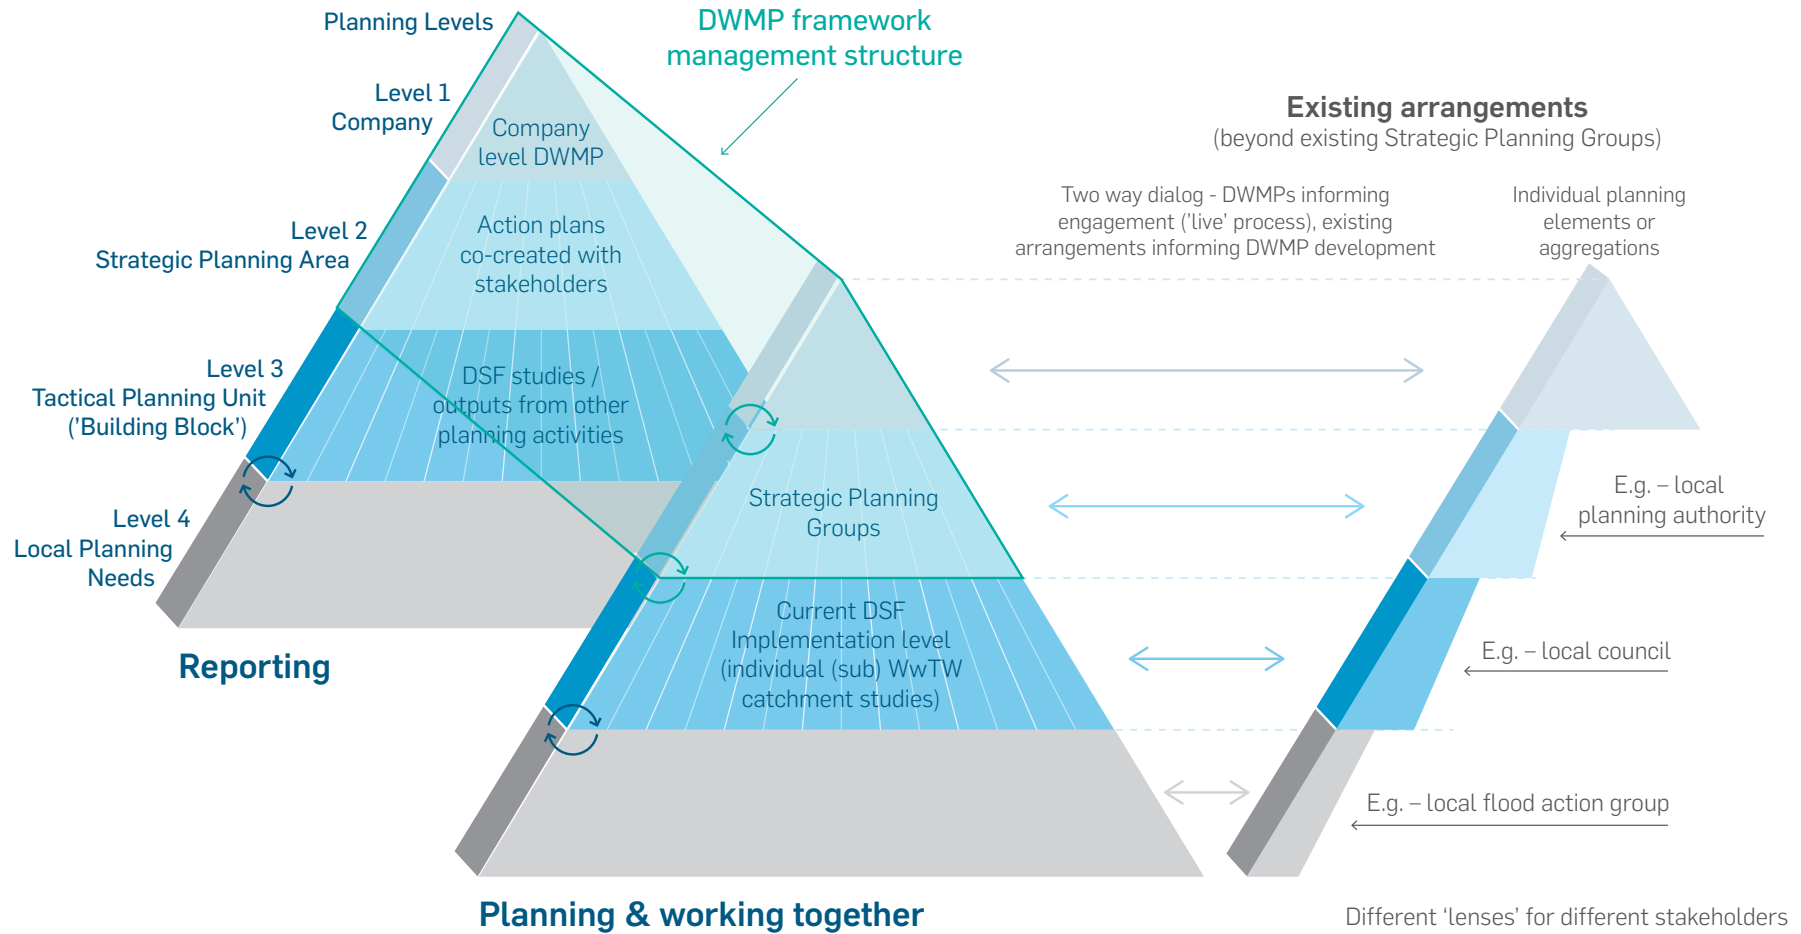 Planning Levels
DWMP framework
management structure
Level 1
Company
Company
level DWMP
Level 2
Strategic Planning Area
Action plans
co-created with
stakeholders
Level 3
Tactical Planning Unit
('Building Block')
DSF studies /
outputs from other
planning activities
Level 4
Local Planning
Needs
Reporting
Strategic Planning
Groups
Current DSF
Implementation level
(individual (sub) WwTW
catchment studies)
Planning & working together
Existing arrangements
(beyond existing Strategic Planning Groups)
Two way dialog - DWMPs informing
engagement ('live' process), existing
arrangements informing DWMP development
Individual planning
elements or
aggregations
E.g. – local
planning authority
E.g. – local council
E.g. – local flood action group
Different ‘lenses’ for different stakeholders